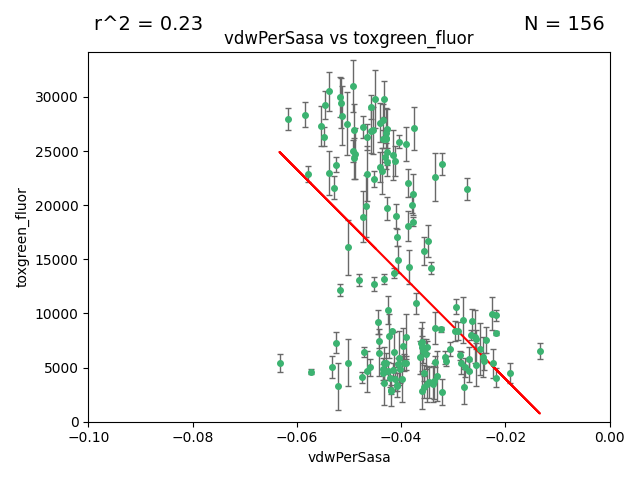 r^2 = 0.23
N = 156
vdwPerSasa vs toxgreen_fluor
30000
25000
20000
15000
10000
5000
0
toxgreen_fluor
−0.10
−0.08
−0.06
−0.04
−0.02
0.00
vdwPerSasa